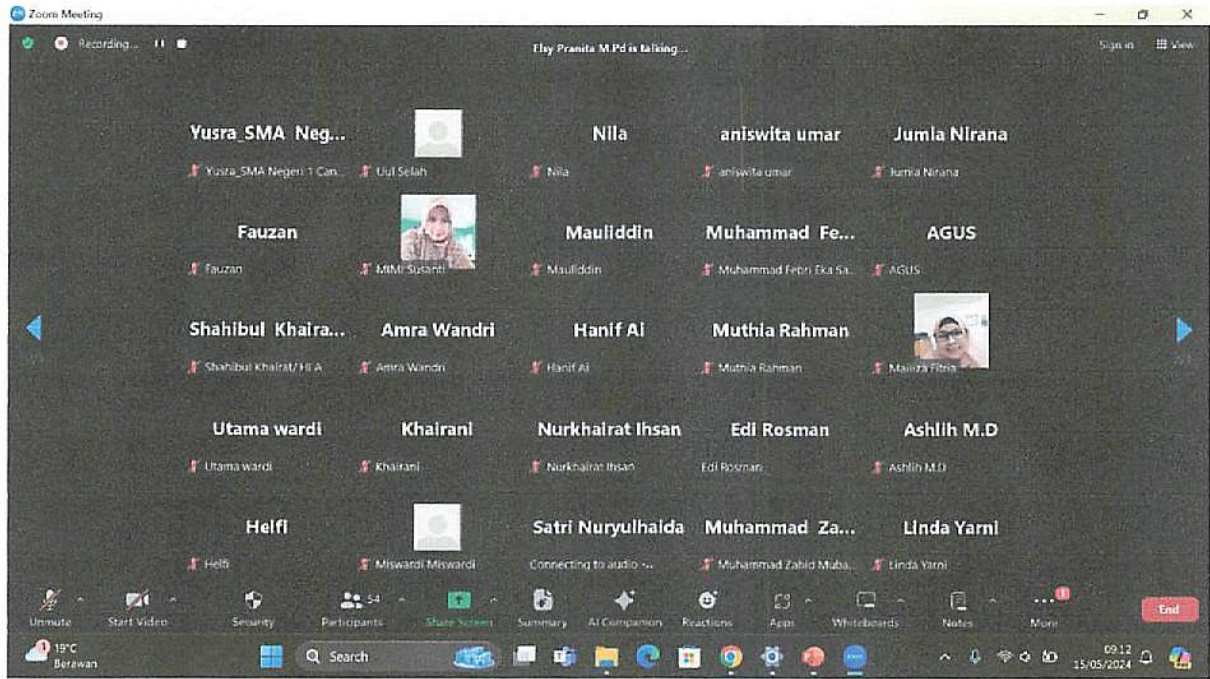 Zoom Meeting
Recording...
Elsy Pranita M.Pd is talking...
Sign in
View
Yusra_SMA Neg...
Nila
aniswita umar
Jumla Nirana
Yusra_SMA Negeri 1 Can...
Uul Selah
Nila
aniswita umar
Jumia Nirana
Fauzan
Mauliddin
Muhammad Fe...
AGUS
Fauzan
MIMI Susanti
Mauliddin
Muhammad Febri Eka Sa...
AGUS
Shahibul Khaira...
Amra Wandri
Hanif Al
Muthia Rahman
Shahibul Khairat/ HI A
Amra Wandri
Hanif Al
Muthia Rahman
Maiiza Fitria
Utama wardi
Khairani
Nurkhairat Ihsan
Edi Rosman
Ashlih M.D
Utama wardi
Khairani
Nurkhairat Ihsan
Edi Rosman
Ashlih M.D
Helfi
Satri Nuryulhaida
Muhammad Za...
Linda Yarni
Helfi
Miswardi Miswardi
Connecting to audio ...
Muhammad Zahid Muba...
Linda Yarni
Unmute
Start Video
Security
54
Participants
Share Screen
Summary
AI Companion
Reactions
Apps
Whiteboards
Notes
1
More
End
1
19°C
Berawan
Search
09.12
15/05/2024